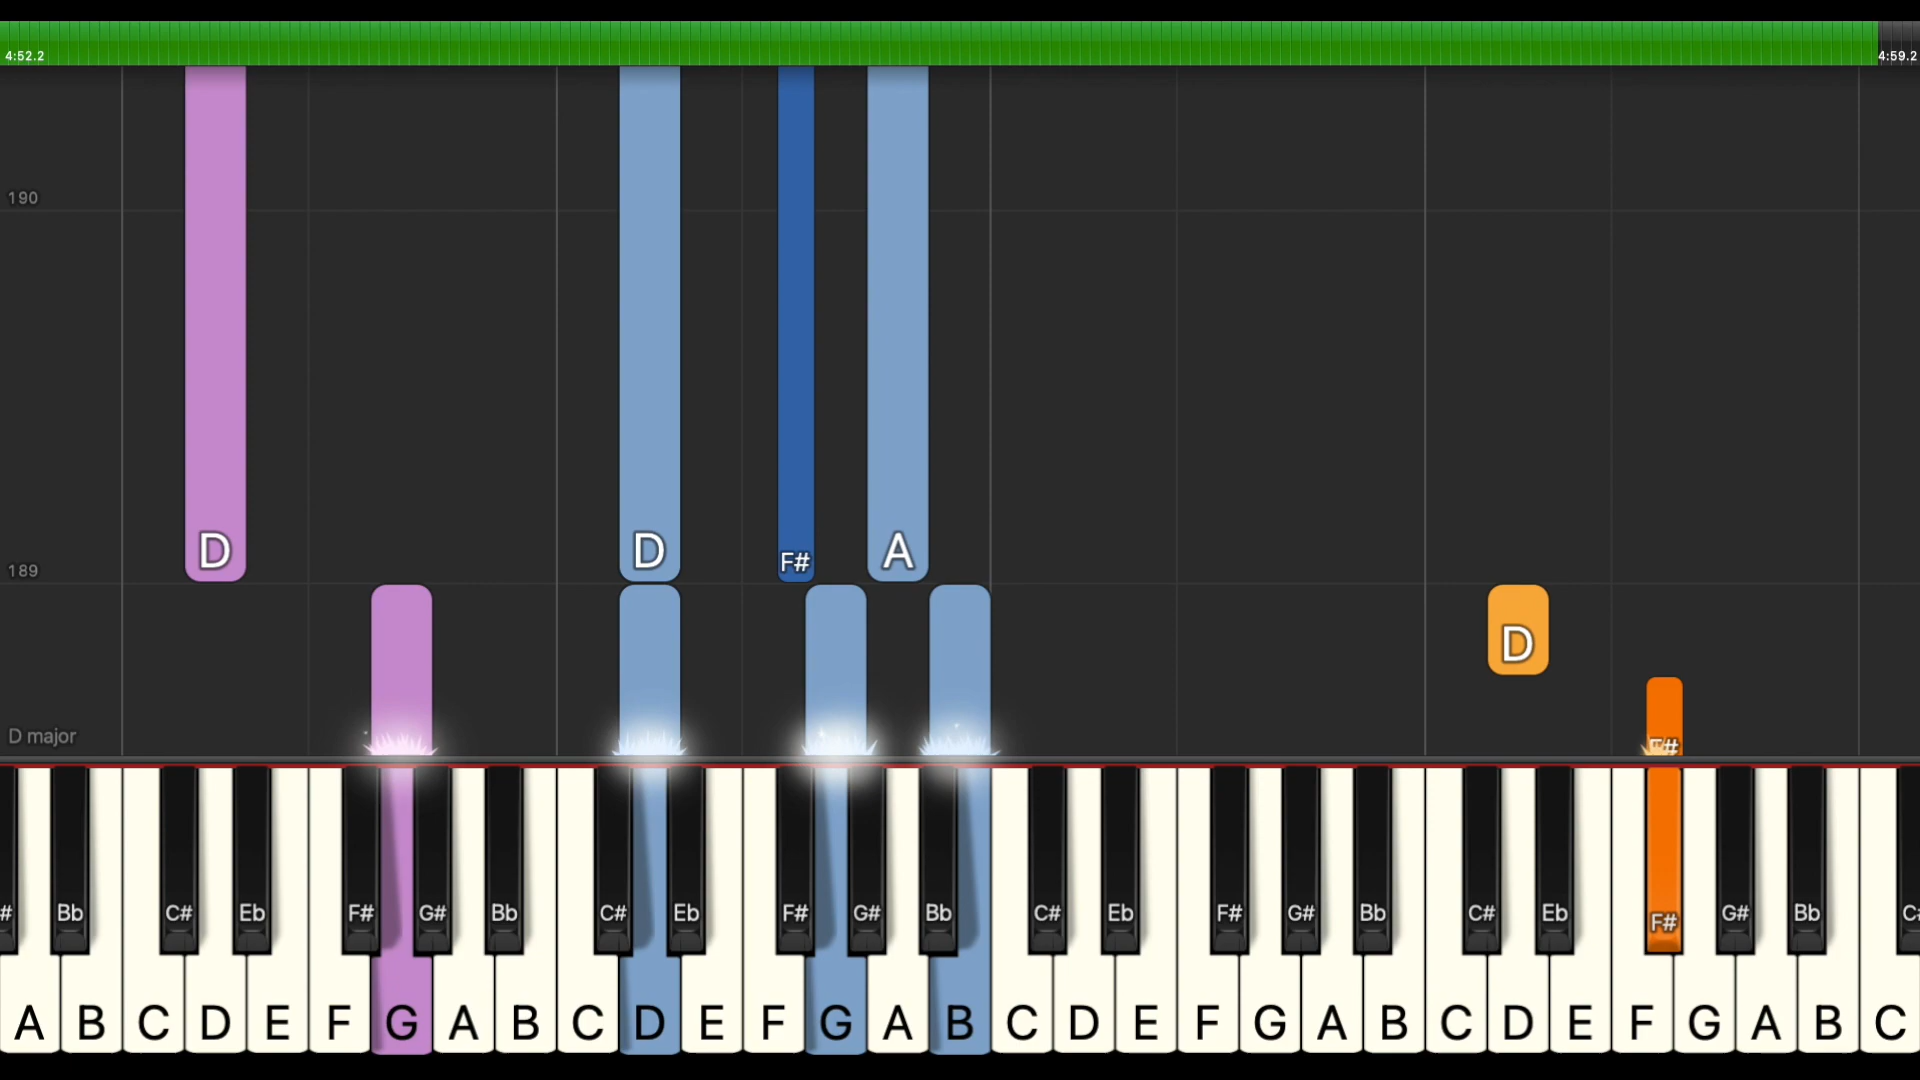 4:52.2 4:59.2
190
D D F# A
189
D
D major
F#
# Bb C# Eb F# G# Bb C# Eb F# G# Bb C# Eb F# G# Bb C# Eb F# G# Bb C#
A B C D E F G A B C D E F G A B C D E F G A B C D E F G A B C